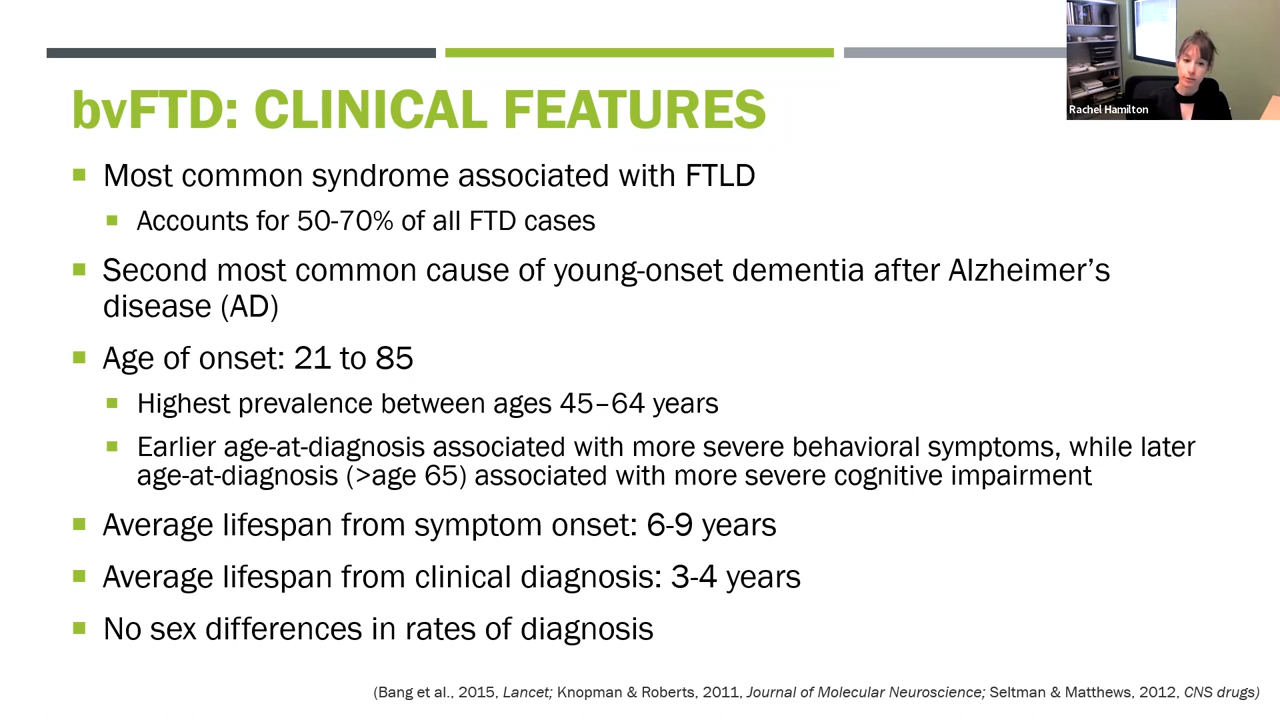 Rachel Hamilton
bvFTD: CLINICAL FEATURES
Most common syndrome associated with FTLD
Accounts for 50-70% of all FTD cases
Second most common cause of young-onset dementia after Alzheimer’s
disease (AD)
Age of onset: 21 to 85
Highest prevalence between ages 45–64 years
Earlier age-at-diagnosis associated with more severe behavioral symptoms, while later
age-at-diagnosis (>age 65) associated with more severe cognitive impairment
Average lifespan from symptom onset: 6-9 years
Average lifespan from clinical diagnosis: 3-4 years
No sex differences in rates of diagnosis
(Bang et al., 2015, Lancet; Knopman & Roberts, 2011, Journal of Molecular Neuroscience; Seltman & Matthews, 2012, CNS drugs)